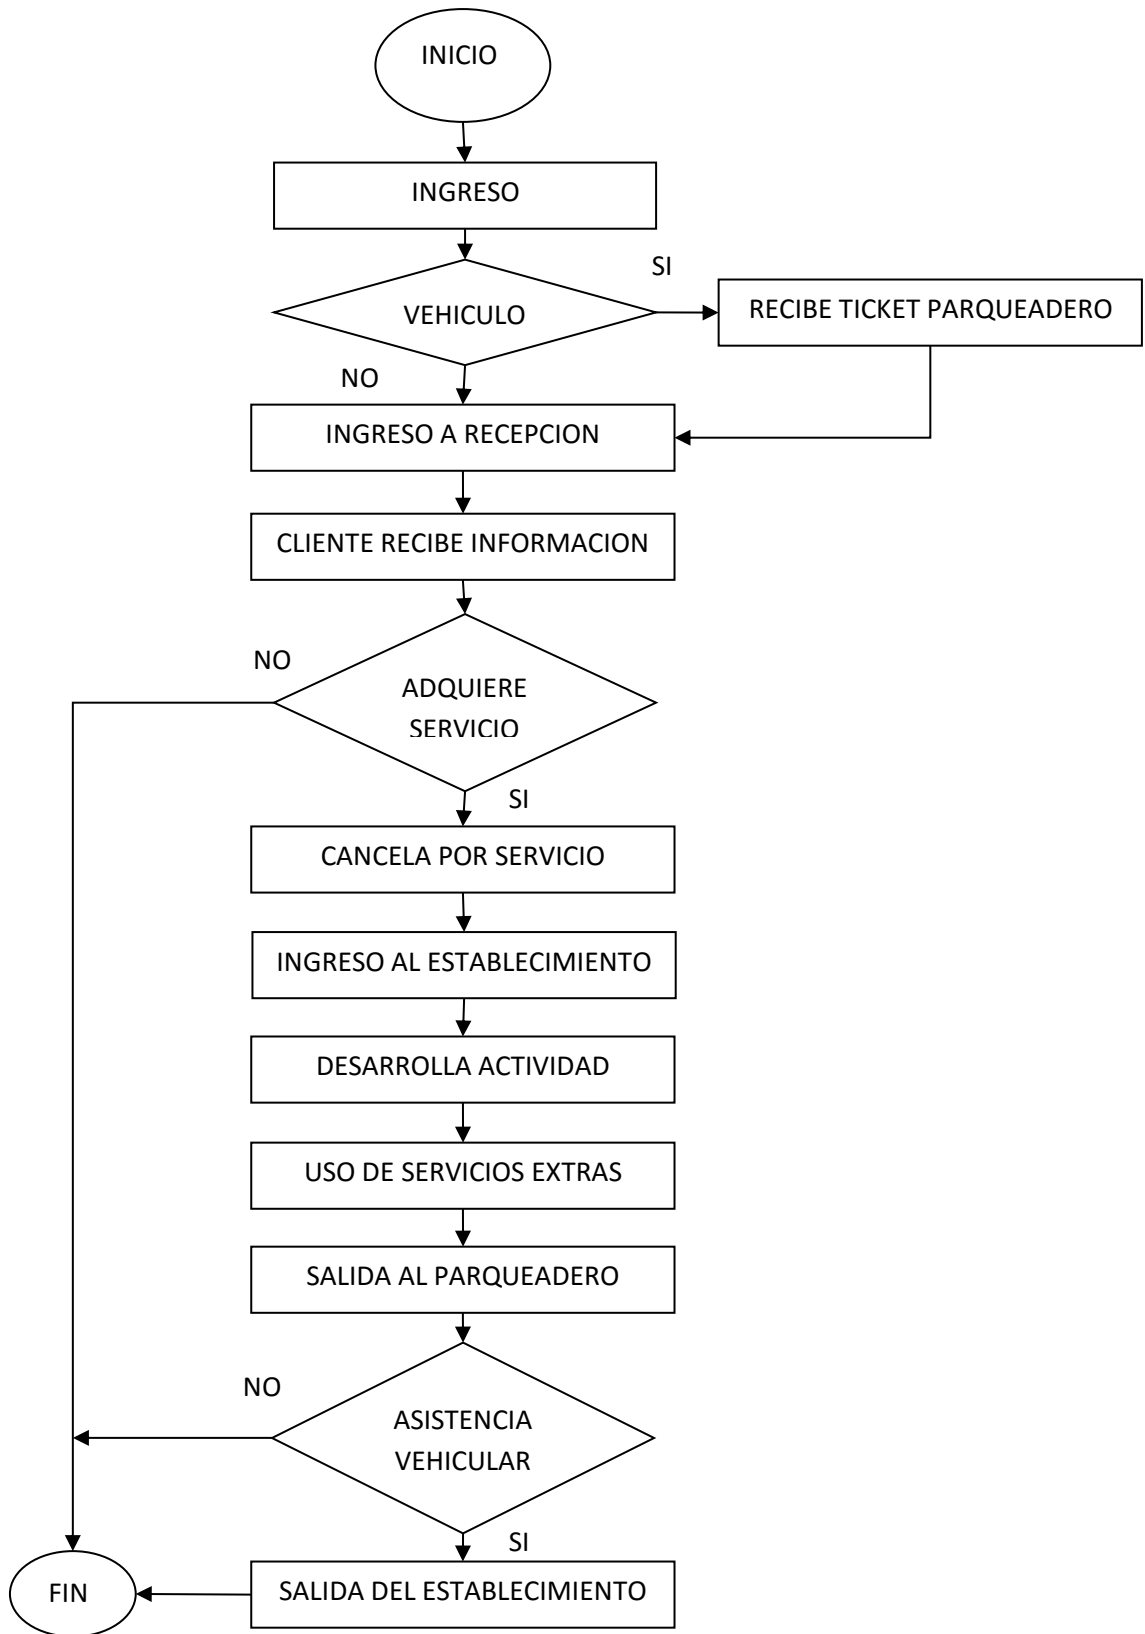 INICIO
INGRESO
SI
VEHICULO
RECIBE TICKET PARQUEADERO
NO
INGRESO A RECEPCION
CLIENTE RECIBE INFORMACION
NO
ADQUIERE
SERVICIO
SI
CANCELA POR SERVICIO
INGRESO AL ESTABLECIMIENTO
DESARROLLA ACTIVIDAD
USO DE SERVICIOS EXTRAS
SALIDA AL PARQUEADERO
NO
ASISTENCIA
VEHICULAR
SI
FIN
SALIDA DEL ESTABLECIMIENTO